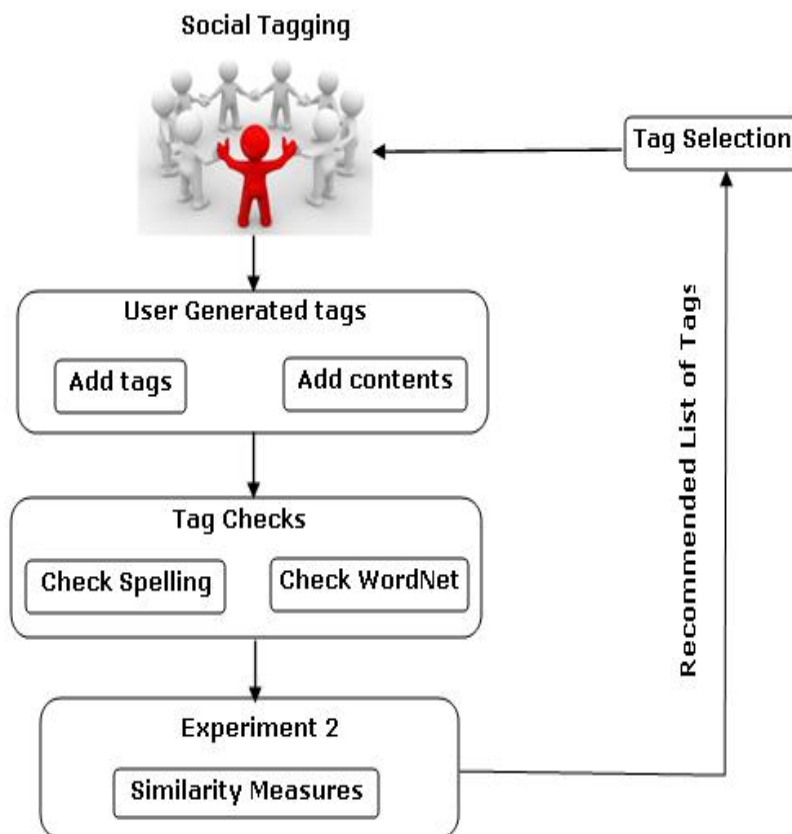 Social Tagging
Tag Selection
User Generated tags
Add tags
Add contents
Tag Checks
Check Spelling
Check WordNet
Experiment 2
Similarity Measures
Recommended List of Tags